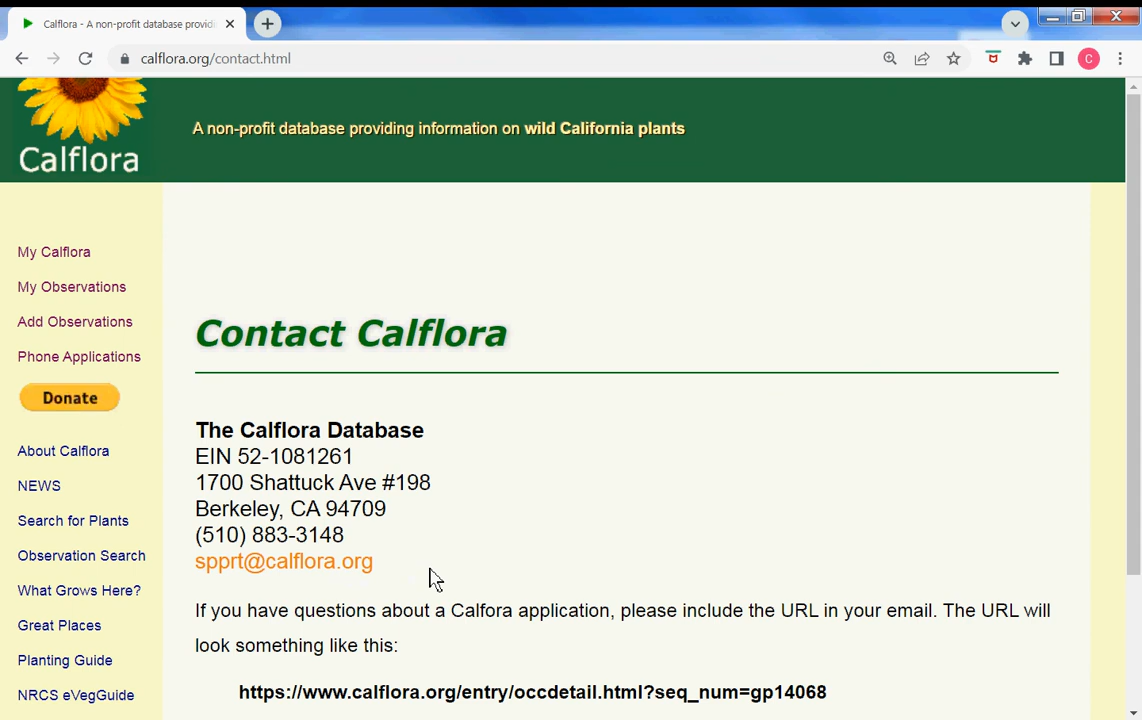 Calflora - A non-profit database providi
calflora.org/contact.html
C
Calflora
A non-profit database providing information on wild California plants
My Calflora
My Observations
Add Observations
Phone Applications
Donate
About Calflora
NEWS
Search for Plants
Observation Search
What Grows Here?
Great Places
Planting Guide
NRCS eVegGuide
Contact Calflora
The Calflora Database
EIN 52-1081261
1700 Shattuck Ave #198
Berkeley, CA 94709
(510) 883-3148
spprt@calflora.org
If you have questions about a Calfora application, please include the URL in your email. The URL will
look something like this:
https://www.calflora.org/entry/occdetail.html?seq_num=gp14068